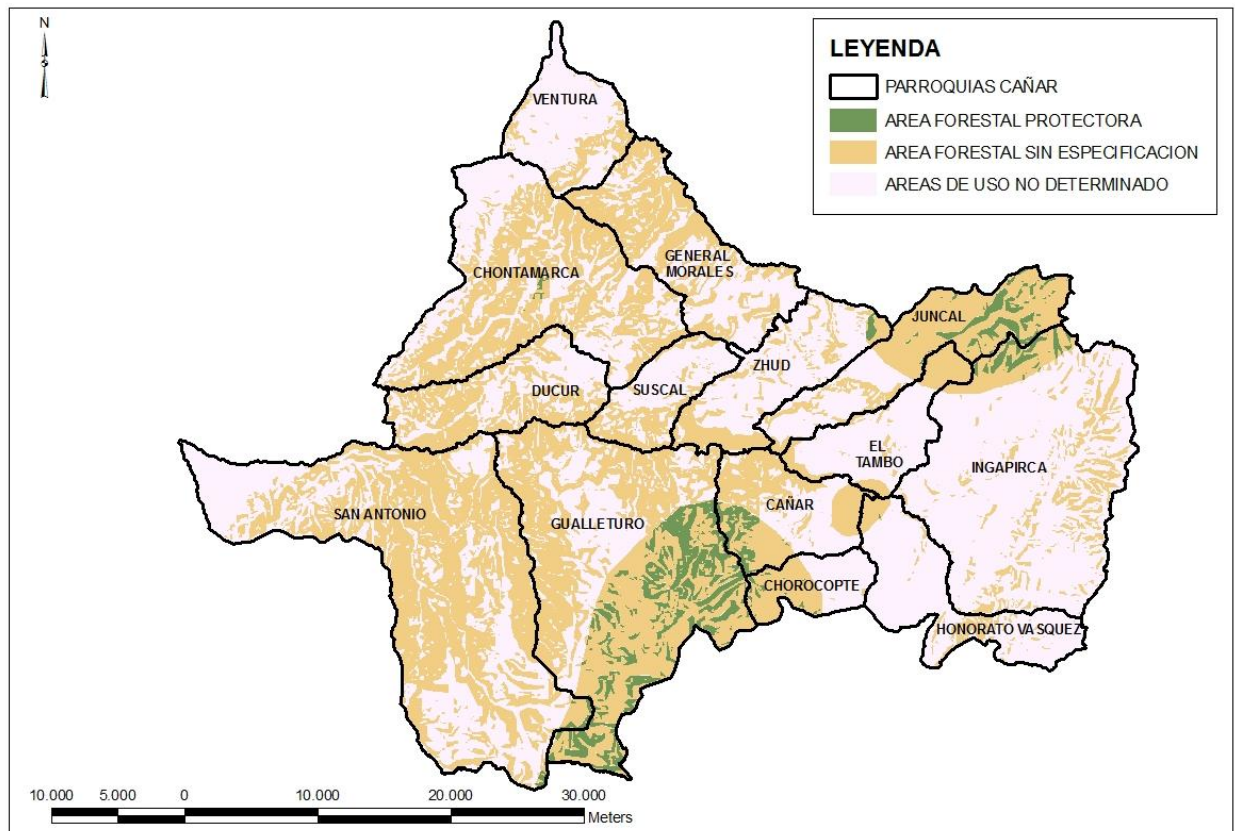 N
LEYENDA
PARROQUIAS CAÑAR
AREA FORESTAL PROTECTORA
AREA FORESTAL SIN ESPECIFICACION
AREAS DE USO NO DETERMINADO
VENTURA
GENERAL
MORALES
CHONTAMARCA
JUNCAL
ZHUD
DUCUR
SUSCAL
EL
TAMBO
INGAPIRCA
CAÑAR
SAN ANTONIO
GUALLETURO
CHOROCOPTE
HONORATO VASQUEZ
10.000 5.000 0 10.000 20.000 30.000
Meters